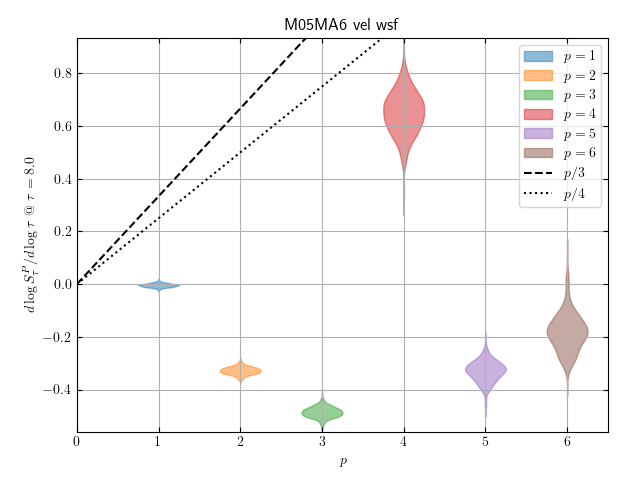 M05MA6 vel wsf
d log S_τ^P / d log τ @ τ = 8.0
0.8
0.6
0.4
0.2
0.0
−0.2
−0.4
0 1 2 3 4 5 6
p
p = 1
p = 2
p = 3
p = 4
p = 5
p = 6
p/3
p/4